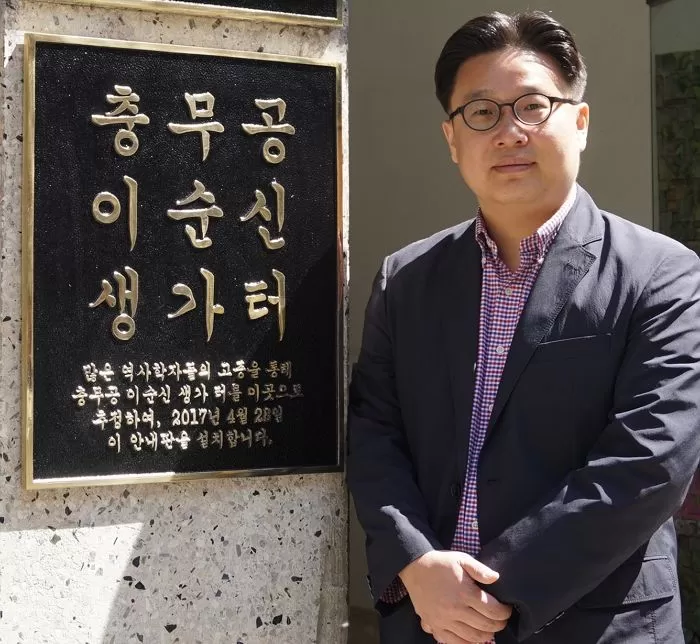 충무공
이순신
생가터
많은 역사학자들의 고증을 통해
충무공 이순신 생가 터를 이곳으로
추정하여, 2017년 4월 28일
이 안내판을 설치합니다.